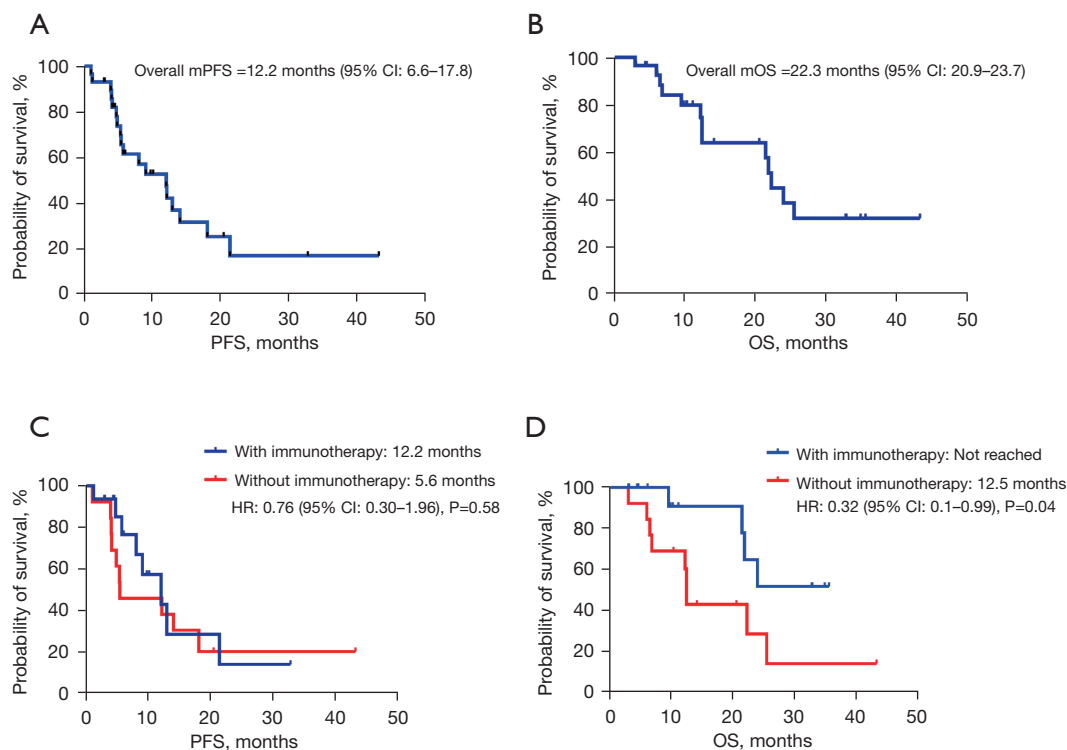 A
Overall mPFS =12.2 months (95% CI: 6.6–17.8)
Probability of survival, %
100
80
60
40
20
0
0 10 20 30 40 50
PFS, months
B
Overall mOS =22.3 months (95% CI: 20.9–23.7)
Probability of survival, %
100
80
60
40
20
0
0 10 20 30 40 50
OS, months
C
With immunotherapy: 12.2 months
Without immunotherapy: 5.6 months
HR: 0.76 (95% CI: 0.30–1.96), P=0.58
Probability of survival, %
100
80
60
40
20
0
0 10 20 30 40 50
PFS, months
D
With immunotherapy: Not reached
Without immunotherapy: 12.5 months
HR: 0.32 (95% CI: 0.1–0.99), P=0.04
Probability of survival, %
100
80
60
40
20
0
0 10 20 30 40 50
OS, months